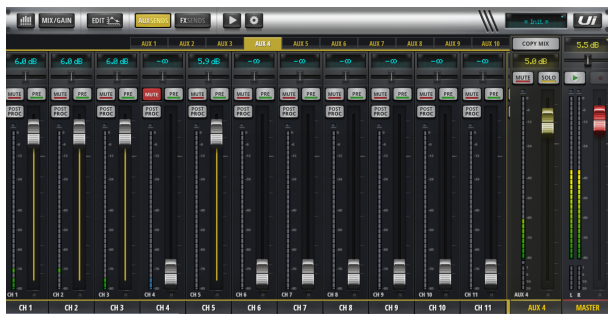 MIX/GAIN EDIT AUX SENDS FX SENDS * Init * Ui
AUX 1 AUX 2 AUX 3 AUX 4 AUX 5 AUX 6 AUX 7 AUX 8 AUX 9 AUX 10 COPY MIX 5.5 dB
6.0 dB 6.0 dB 6.0 dB -∞ 5.9 dB -∞ -∞ -∞ -∞ -∞ -∞ 5.0 dB
MUTE SOLO
MUTE PRE MUTE PRE MUTE PRE MUTE PRE MUTE PRE MUTE PRE MUTE PRE MUTE PRE MUTE PRE MUTE PRE MUTE PRE
POST POST POST POST POST POST POST POST POST POST POST
PROC PROC PROC PROC PROC PROC PROC PROC PROC PROC PROC
CH 1 CH 2 CH 3 CH 4 CH 5 CH 6 CH 7 CH 8 CH 9 CH 10 CH 11 AUX 4 L R
CH 1 CH 2 CH 3 CH 4 CH 5 CH 6 CH 7 CH 8 CH 9 CH 10 CH 11 AUX 4 MASTER